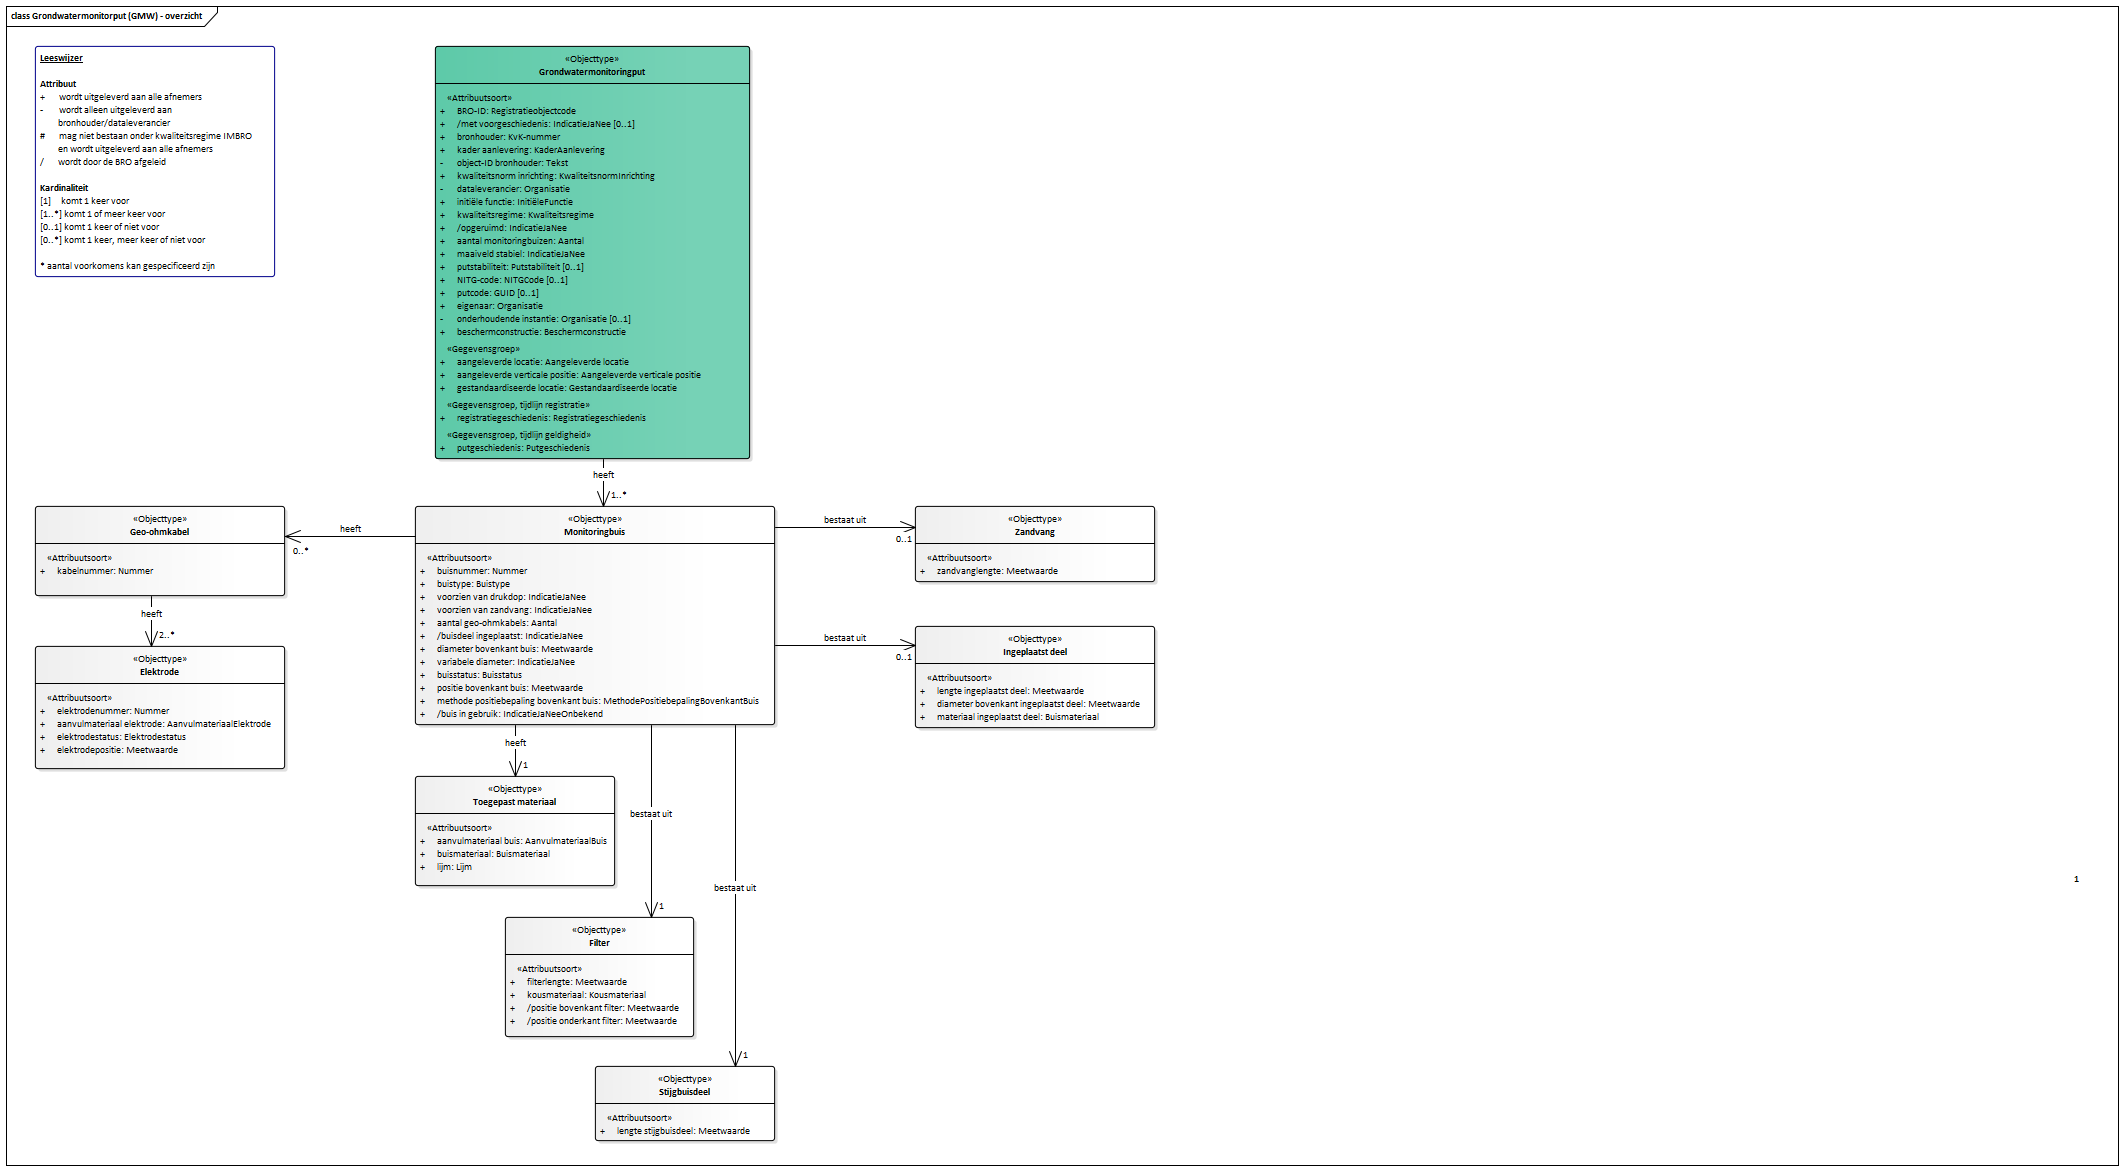 class Grondwatermonitorput (GMW) - overzicht
Leeswijzer
Attribuut
+ wordt uitgeleverd aan alle afnemers
- wordt alleen uitgeleverd aan
bronhouder/dataleverancier
# mag niet bestaan onder kwaliteitsregime IMBRO
en wordt uitgeleverd aan alle afnemers
/ wordt door de BRO afgeleid
Kardinaliteit
[1] komt 1 keer voor
[1..*] komt 1 of meer keer voor
[0..1] komt 1 keer of niet voor
[0..*] komt 1 keer, meer keer of niet voor
* aantal voorkomens kan gespecificeerd zijn
«Objecttype»
Grondwatermonitoringput
«Attribuutsoort»
+ BRO-ID: Registratieobjectcode
+ /met voorgeschiedenis: IndicatieJaNee [0..1]
+ bronhouder: KvK-nummer
+ kader aanlevering: KaderAanlevering
- object-ID bronhouder: Tekst
+ kwaliteitsnorm inrichting: KwaliteitsnormInrichting
- dataleverancier: Organisatie
+ initiële functie: InitiëleFunctie
+ kwaliteitsregime: Kwaliteitsregime
+ /opgeruimd: IndicatieJaNee
+ aantal monitoringbuizen: Aantal
+ maaiveld stabiel: IndicatieJaNee
+ putstabiliteit: Putstabiliteit [0..1]
+ NITG-code: NITGCode [0..1]
+ putcode: GUID [0..1]
+ eigenaar: Organisatie
- onderhoudende instantie: Organisatie [0..1]
+ beschermconstructie: Beschermconstructie
«Gegevensgroep»
+ aangeleverde locatie: Aangeleverde locatie
+ aangeleverde verticale positie: Aangeleverde verticale positie
+ gestandaardiseerde locatie: Gestandaardiseerde locatie
«Gegevensgroep, tijdlijn registratie»
+ registratiegeschiedenis: Registratiegeschiedenis
«Gegevensgroep, tijdlijn geldigheid»
+ putgeschiedenis: Putgeschiedenis
heeft
1..*
«Objecttype»
Geo-ohmkabel
«Attribuutsoort»
+ kabelnummer: Nummer
heeft
0..*
«Objecttype»
Monitoringbuis
«Attribuutsoort»
+ buisnummer: Nummer
+ buistype: Buistype
+ voorzien van drukdop: IndicatieJaNee
+ voorzien van zandvang: IndicatieJaNee
+ aantal geo-ohmkabels: Aantal
+ /buisdeel ingeplaatst: IndicatieJaNee
+ diameter bovenkant buis: Meetwaarde
+ variabele diameter: IndicatieJaNee
+ buisstatus: Buisstatus
+ positie bovenkant buis: Meetwaarde
+ methode positiebepaling bovenkant buis: MethodePositiebepalingBovenkantBuis
+ /buis in gebruik: IndicatieJaNeeOnbekend
bestaat uit
0..1
«Objecttype»
Zandvang
«Attribuutsoort»
+ zandvanglengte: Meetwaarde
bestaat uit
0..1
«Objecttype»
Ingeplaatst deel
«Attribuutsoort»
+ lengte ingeplaatst deel: Meetwaarde
+ diameter bovenkant ingeplaatst deel: Meetwaarde
+ materiaal ingeplaatst deel: Buismateriaal
heeft
2..*
«Objecttype»
Elektrode
«Attribuutsoort»
+ elektrodenummer: Nummer
+ aanvulmateriaal elektrode: AanvulmateriaalElektrode
+ elektrodestatus: Elektrodestatus
+ elektrodepositie: Meetwaarde
heeft
1
«Objecttype»
Toegepast materiaal
«Attribuutsoort»
+ aanvulmateriaal buis: AanvulmateriaalBuis
+ buismateriaal: Buismateriaal
+ lijm: Lijm
bestaat uit
1
«Objecttype»
Filter
«Attribuutsoort»
+ filterlengte: Meetwaarde
+ kousmateriaal: Kousmateriaal
+ /positie bovenkant filter: Meetwaarde
+ /positie onderkant filter: Meetwaarde
bestaat uit
1
«Objecttype»
Stijgbuisdeel
«Attribuutsoort»
+ lengte stijgbuisdeel: Meetwaarde
1